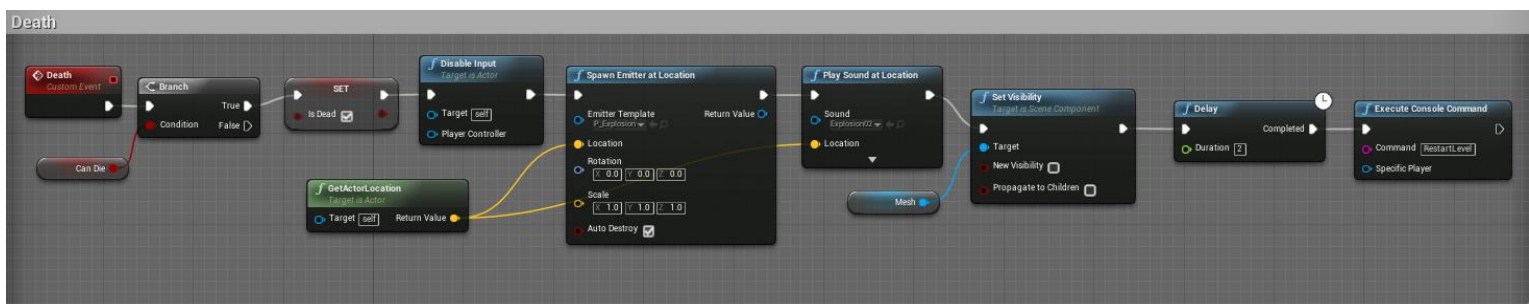 Death
Death
Custom Event
Branch
True
Condition
False
Can Die
SET
Is Dead
Disable Input
Target is Actor
Target self
Player Controller
GetActorLocation
Target is Actor
Target self
Return Value
Spawn Emitter at Location
Emitter Template
P_Explosion
Return Value
Location
Rotation
X 0.0 Y 0.0 Z 0.0
Scale
X 1.0 Y 1.0 Z 1.0
Auto Destroy
Play Sound at Location
Sound
Explosion02
Location
Mesh
Set Visibility
Target is Scene Component
Target
New Visibility
Propagate to Children
Delay
Completed
Duration 2
Execute Console Command
Command RestartLevel
Specific Player